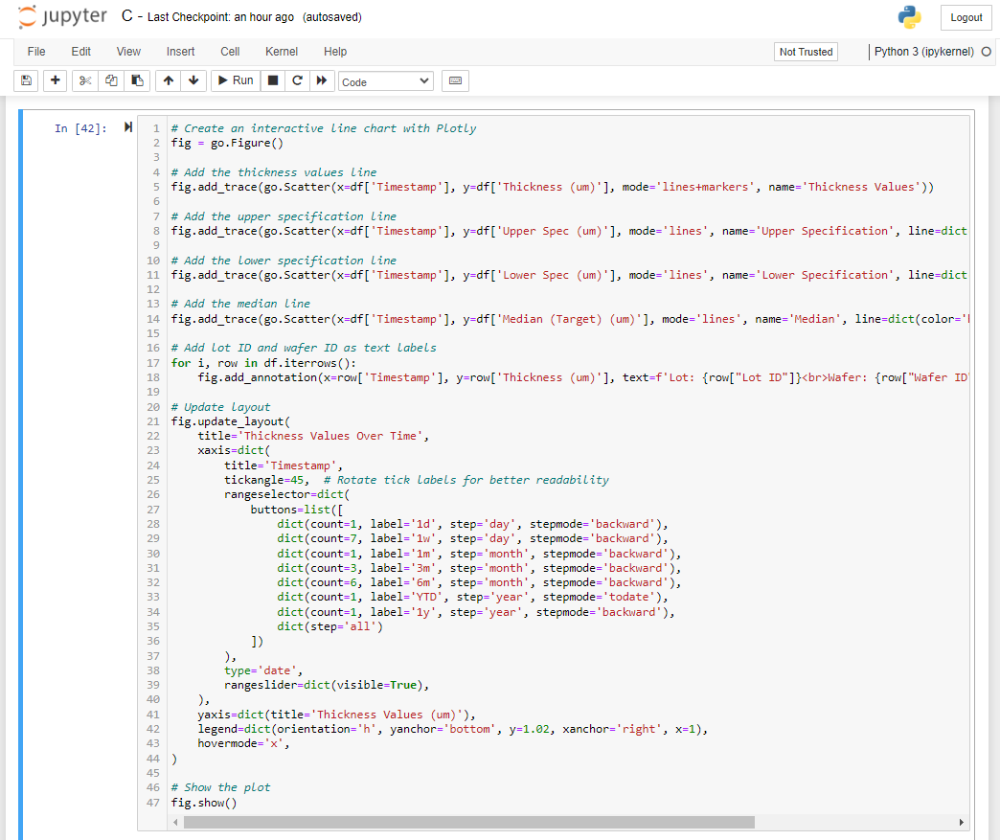 jupyter C - Last Checkpoint: an hour ago (autosaved)
Logout
File Edit View Insert Cell Kernel Help
Not Trusted
Python 3 (ipykernel)
Run
Code
In [42]:
1 # Create an interactive line chart with Plotly
2 fig = go.Figure()
3
4 # Add the thickness values line
5 fig.add_trace(go.Scatter(x=df['Timestamp'], y=df['Thickness (um)'], mode='lines+markers', name='Thickness Values'))
6
7 # Add the upper specification line
8 fig.add_trace(go.Scatter(x=df['Timestamp'], y=df['Upper Spec (um)'], mode='lines', name='Upper Specification', line=dict
9
10 # Add the lower specification line
11 fig.add_trace(go.Scatter(x=df['Timestamp'], y=df['Lower Spec (um)'], mode='lines', name='Lower Specification', line=dict
12
13 # Add the median line
14 fig.add_trace(go.Scatter(x=df['Timestamp'], y=df['Median (Target) (um)'], mode='lines', name='Median', line=dict(color='
15
16 # Add lot ID and wafer ID as text labels
17 for i, row in df.iterrows():
18     fig.add_annotation(x=row['Timestamp'], y=row['Thickness (um)'], text=f'Lot: {row["Lot ID"]}<br>Wafer: {row["Wafer ID
19
20 # Update layout
21 fig.update_layout(
22     title='Thickness Values Over Time',
23     xaxis=dict(
24         title='Timestamp',
25         tickangle=45,  # Rotate tick labels for better readability
26         rangeselector=dict(
27             buttons=list([
28                 dict(count=1, label='1d', step='day', stepmode='backward'),
29                 dict(count=7, label='1w', step='day', stepmode='backward'),
30                 dict(count=1, label='1m', step='month', stepmode='backward'),
31                 dict(count=3, label='3m', step='month', stepmode='backward'),
32                 dict(count=6, label='6m', step='month', stepmode='backward'),
33                 dict(count=1, label='YTD', step='year', stepmode='todate'),
34                 dict(count=1, label='1y', step='year', stepmode='backward'),
35                 dict(step='all')
36             ])
37         ),
38         type='date',
39         rangeslider=dict(visible=True),
40     ),
41     yaxis=dict(title='Thickness Values (um)'),
42     legend=dict(orientation='h', yanchor='bottom', y=1.02, xanchor='right', x=1),
43     hovermode='x',
44 )
45
46 # Show the plot
47 fig.show()